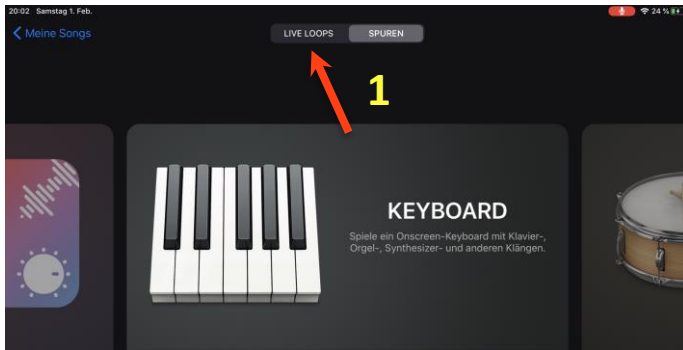 20:02 Samstag 1. Feb.
24 %
Meine Songs
LIVE LOOPS
SPUREN
1
KEYBOARD
Spiele ein Onscreen-Keyboard mit Klavier-,
Orgel-, Synthesizer- und anderen Klängen.